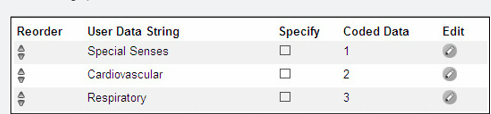 Reorder User Data String Specify Coded Data Edit
Special Senses 1
Cardiovascular 2
Respiratory 3